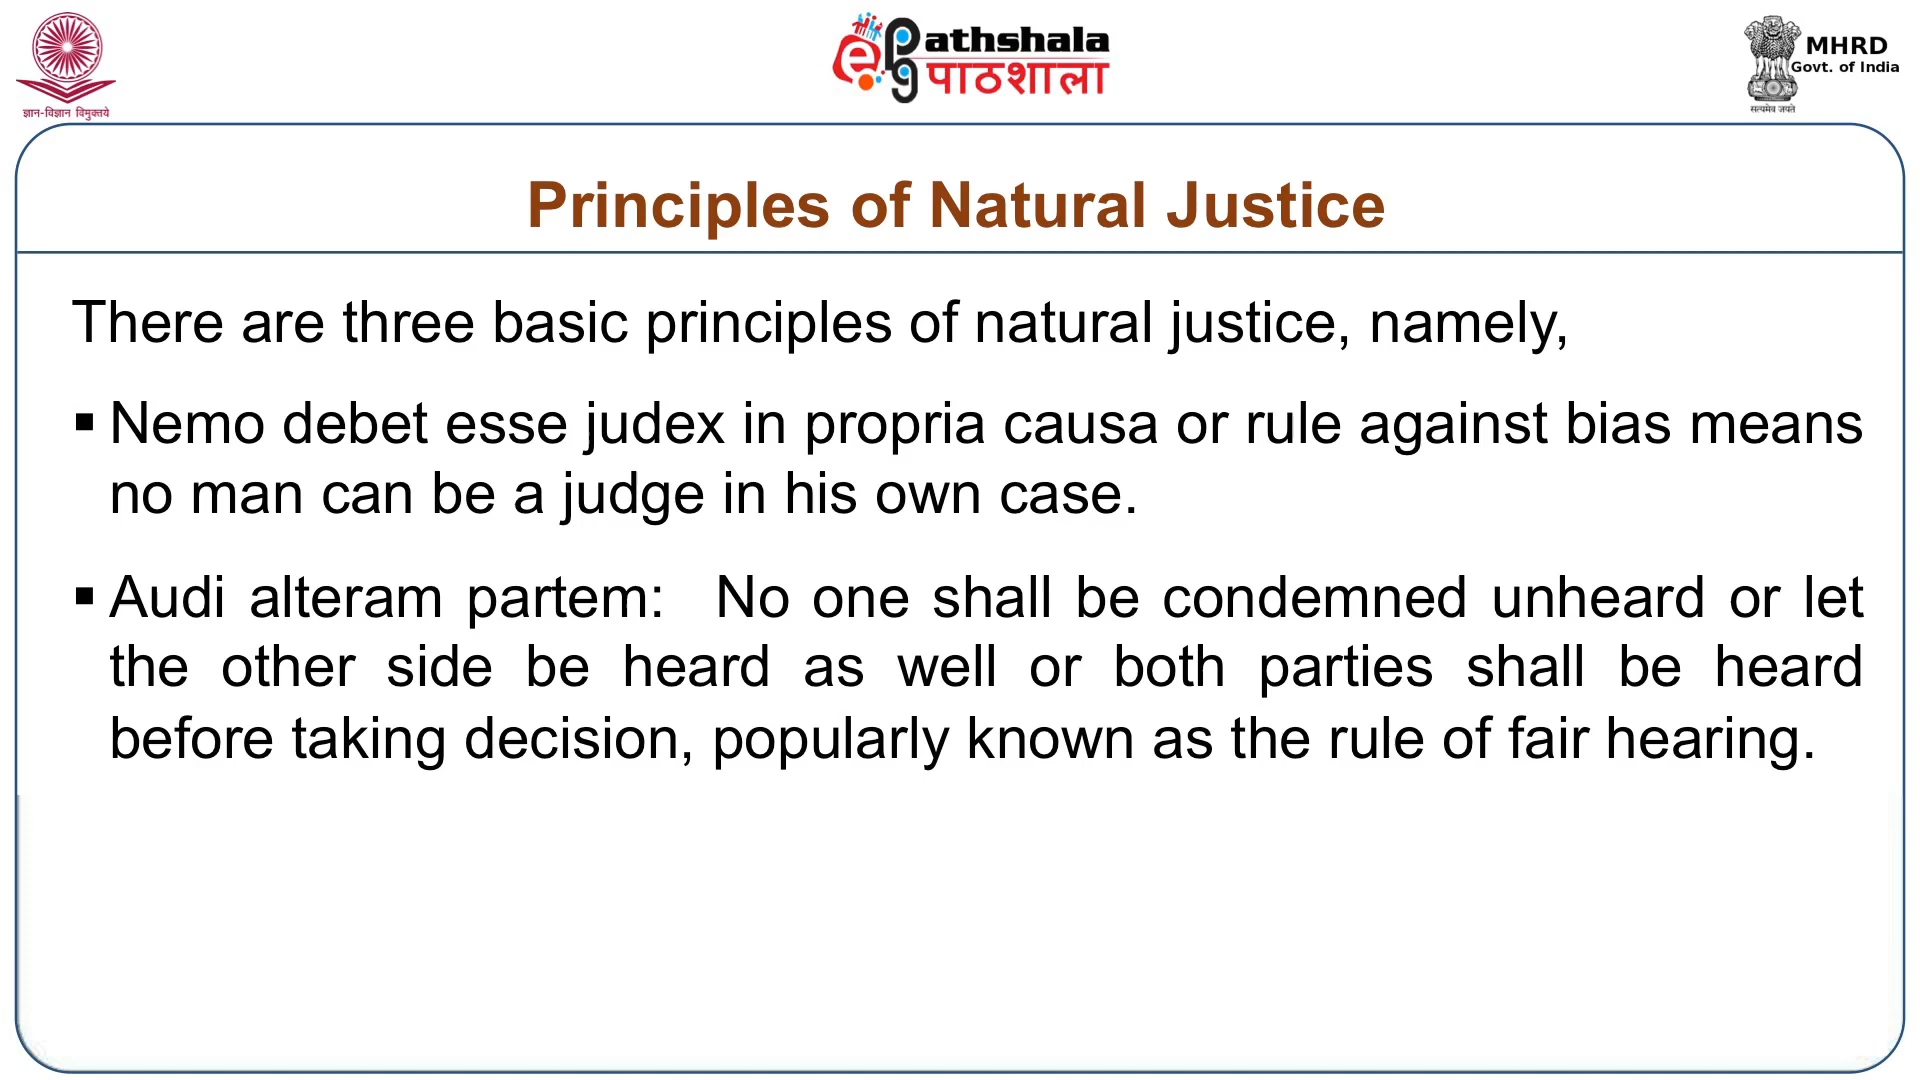 ज्ञान-विज्ञान विमुक्तये
e pg Pathshala
पाठशाला
MHRD
Govt. of India
सत्यमेव जयते
Principles of Natural Justice
There are three basic principles of natural justice, namely,
▪ Nemo debet esse judex in propria causa or rule against bias means
no man can be a judge in his own case.
▪ Audi alteram partem: No one shall be condemned unheard or let
the other side be heard as well or both parties shall be heard
before taking decision, popularly known as the rule of fair hearing.